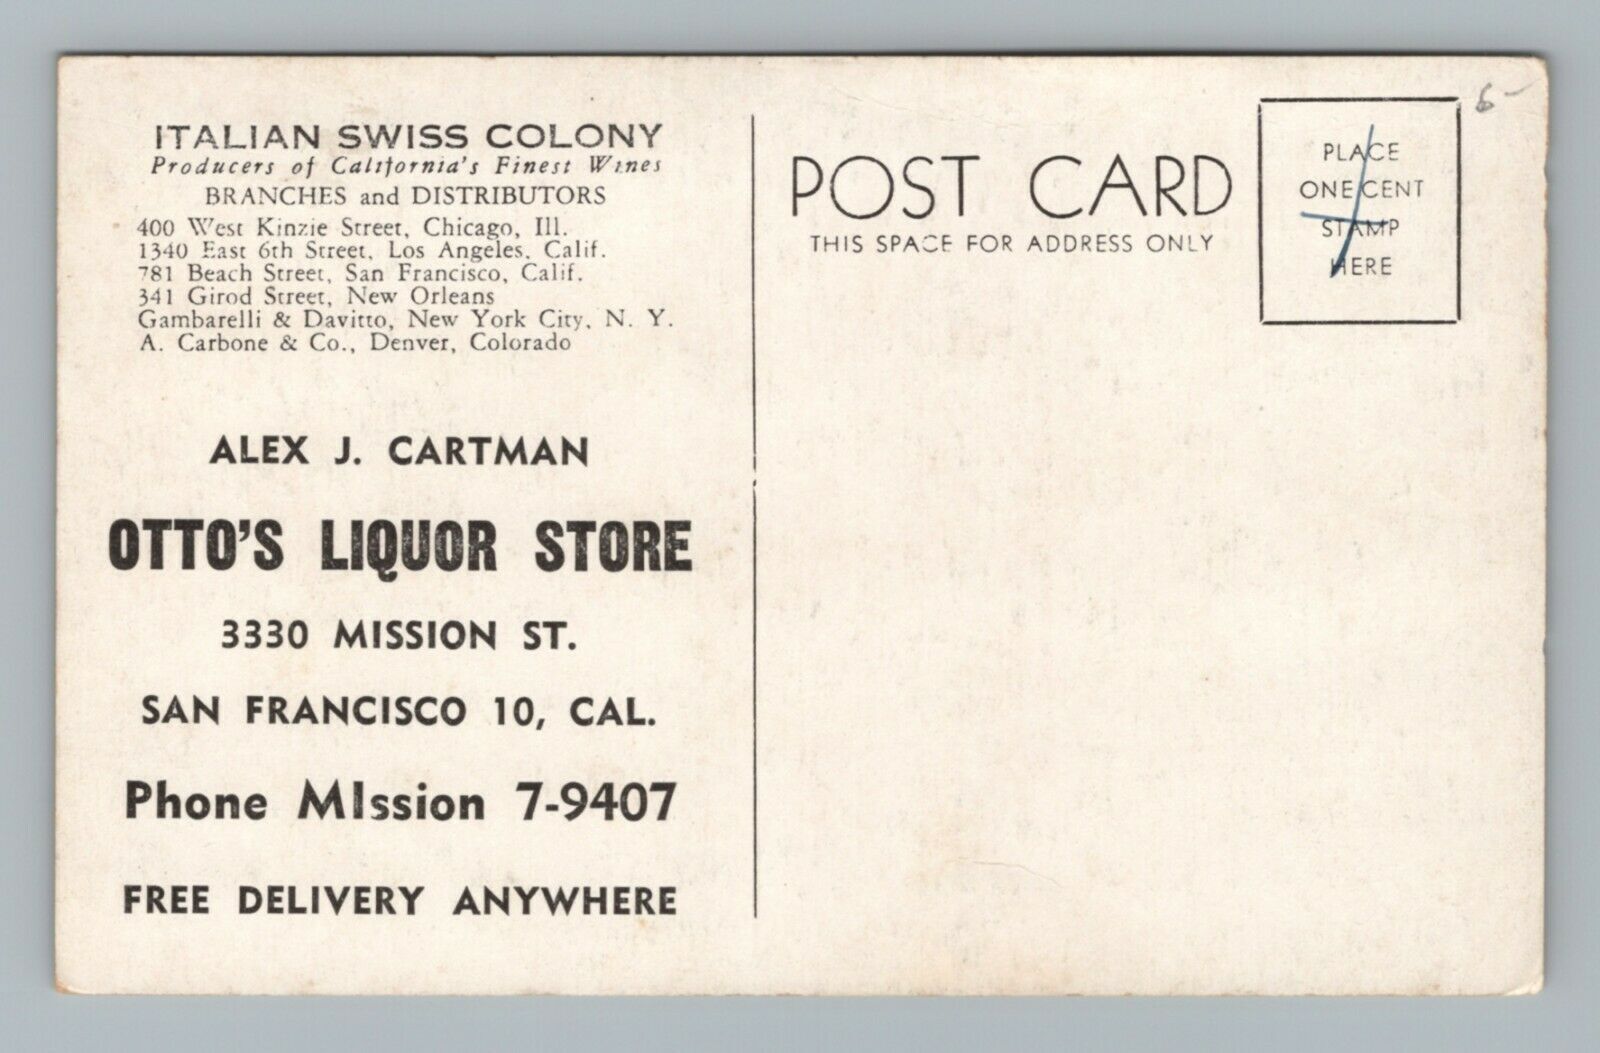 ITALIAN SWISS COLONY
Producers of California's Finest Wines
BRANCHES and DISTRIBUTORS
400 West Kinzie Street, Chicago, Ill.
1340 East 6th Street, Los Angeles, Calif.
781 Beach Street, San Francisco, Calif.
341 Girod Street, New Orleans
Gambarelli & Davitto, New York City, N. Y.
A. Carbone & Co., Denver, Colorado
ALEX J. CARTMAN
OTTO'S LIQUOR STORE
3330 MISSION ST.
SAN FRANCISCO 10, CAL.
Phone MIssion 7-9407
FREE DELIVERY ANYWHERE
POST CARD
THIS SPACE FOR ADDRESS ONLY
PLACE
ONE CENT
STAMP
HERE
6-